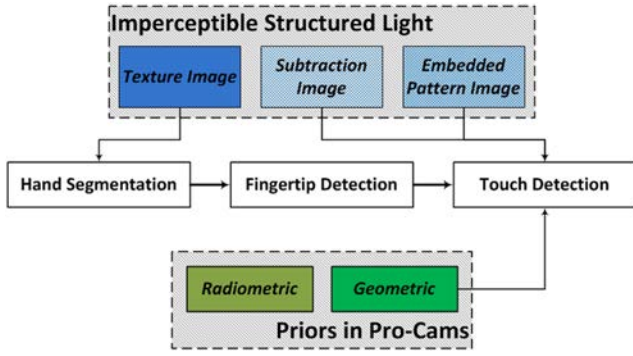 Imperceptible Structured Light
Texture Image
Subtraction
Image
Embedded
Pattern Image
Hand Segmentation
Fingertip Detection
Touch Detection
Radiometric
Geometric
Priors in Pro-Cams